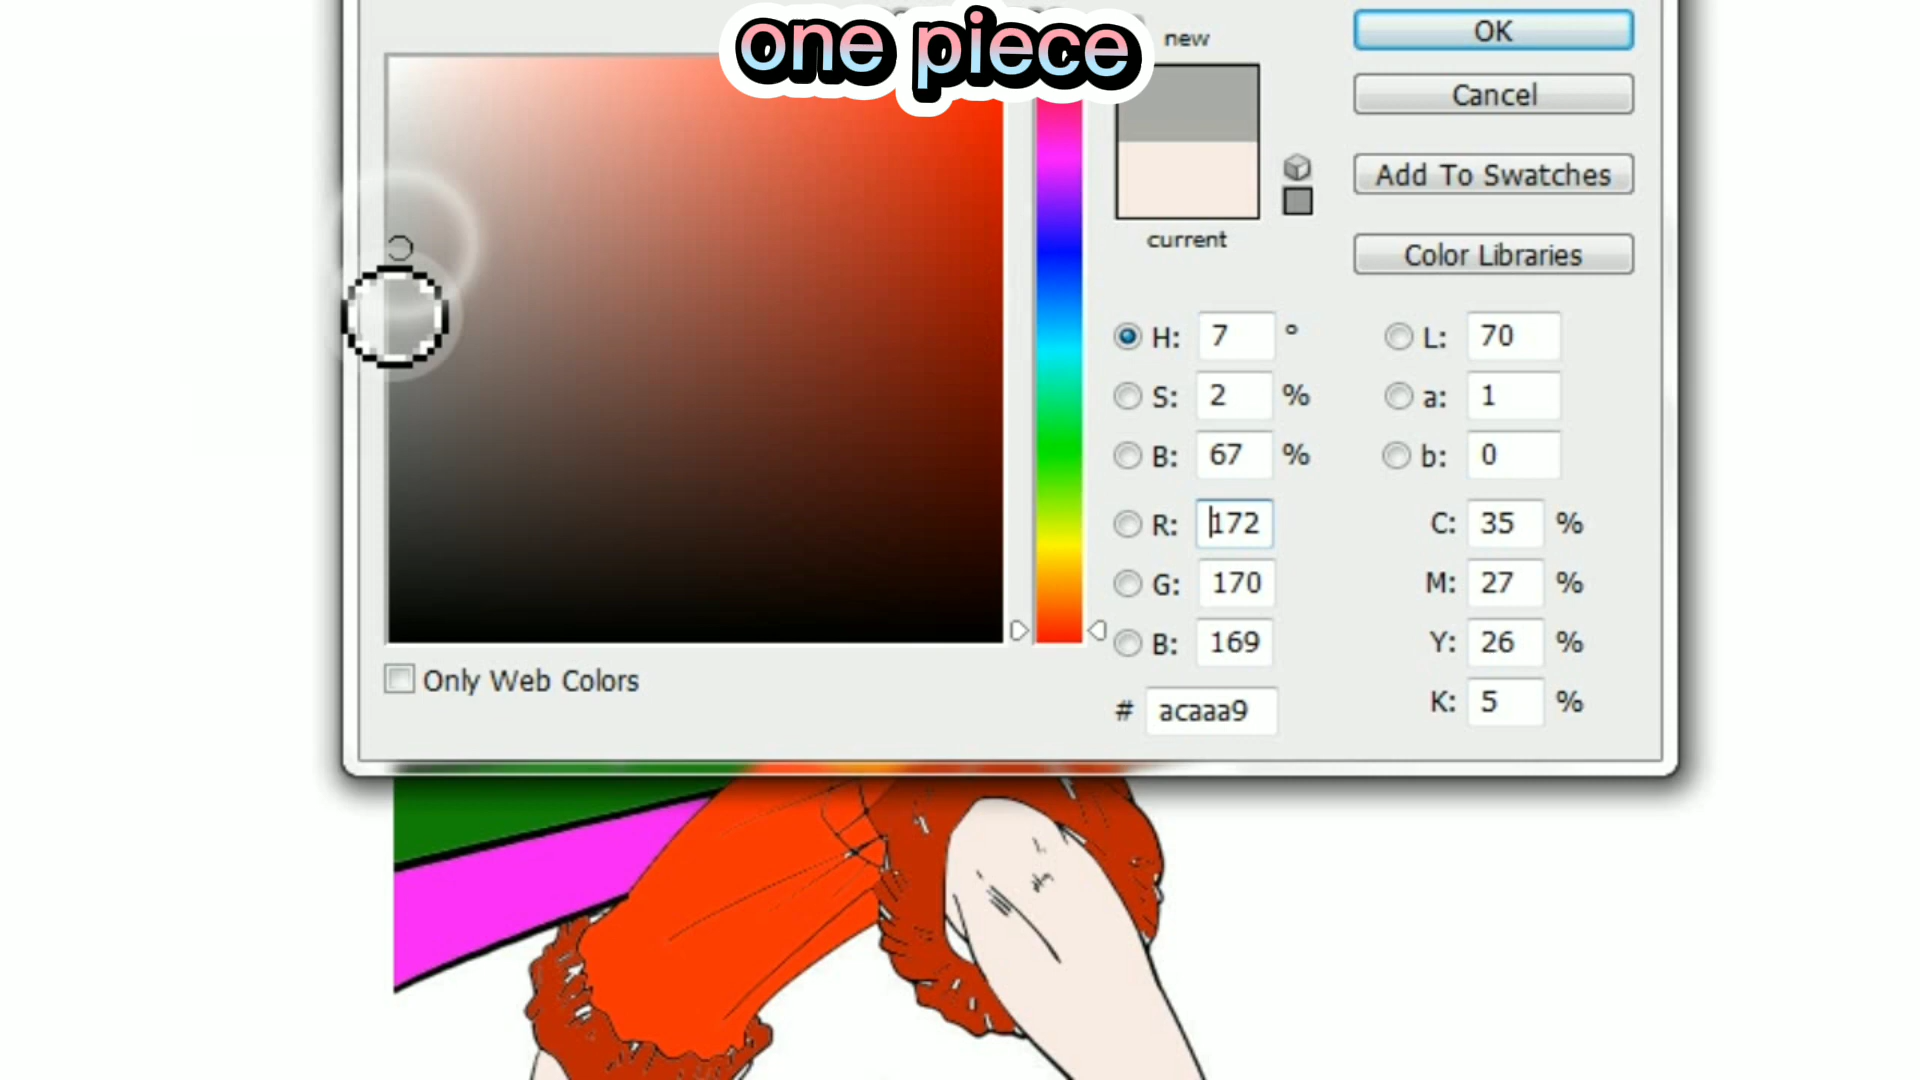 one piece
new
OK
Cancel
Add To Swatches
current
Color Libraries
H: 7 °
L: 70
S: 2 %
a: 1
B: 67 %
b: 0
R: 172
C: 35 %
G: 170
M: 27 %
B: 169
Y: 26 %
Only Web Colors
# acaaa9
K: 5 %